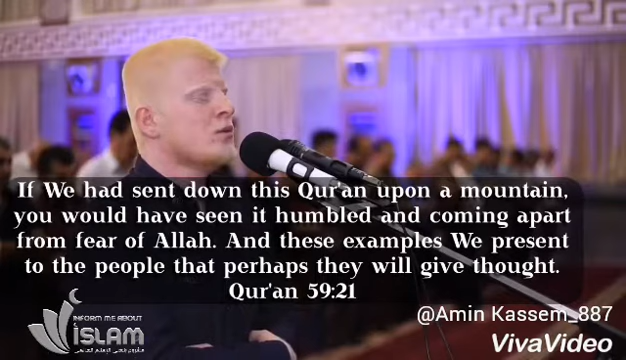 If We had sent down this Qur'an upon a mountain,
you would have seen it humbled and coming apart
from fear of Allah. And these examples We present
to the people that perhaps they will give thought.
Qur'an 59:21
@Amin Kassem_887
INFORM ME ABOUT
iSLAM
VivaVideo